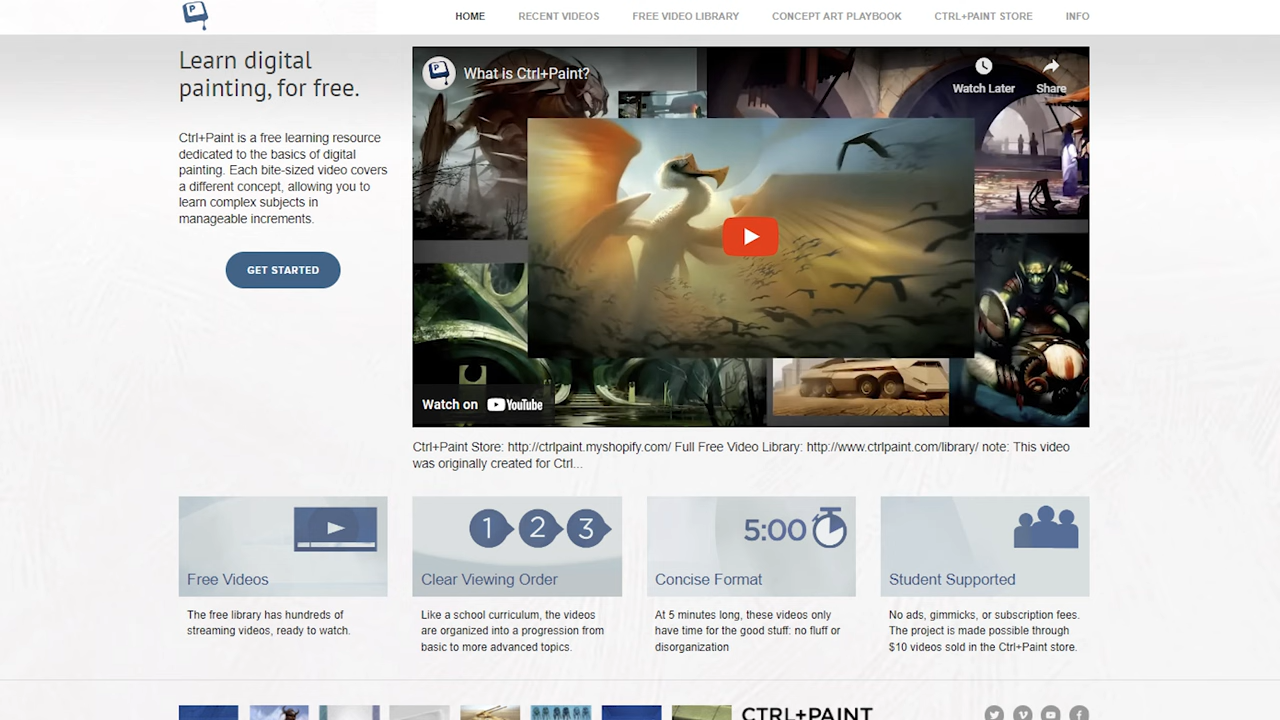 P
HOME RECENT VIDEOS FREE VIDEO LIBRARY CONCEPT ART PLAYBOOK CTRL+PAINT STORE INFO
Learn digital
painting, for free.
Ctrl+Paint is a free learning resource
dedicated to the basics of digital
painting. Each bite-sized video covers
a different concept, allowing you to
learn complex subjects in
manageable increments.
GET STARTED
P
What is Ctrl+Paint?
Watch Later
Share
Watch on YouTube
Ctrl+Paint Store: http://ctrlpaint.myshopify.com/ Full Free Video Library: http://www.ctrlpaint.com/library/ note: This video
was originally created for Ctrl...
Free Videos
The free library has hundreds of
streaming videos, ready to watch.
1 2 3
Clear Viewing Order
Like a school curriculum, the videos
are organized into a progression from
basic to more advanced topics.
5:00
Concise Format
At 5 minutes long, these videos only
have time for the good stuff: no fluff or
disorganization
Student Supported
No ads, gimmicks, or subscription fees.
The project is made possible through
$10 videos sold in the Ctrl+Paint store.
CTRL+PAINT